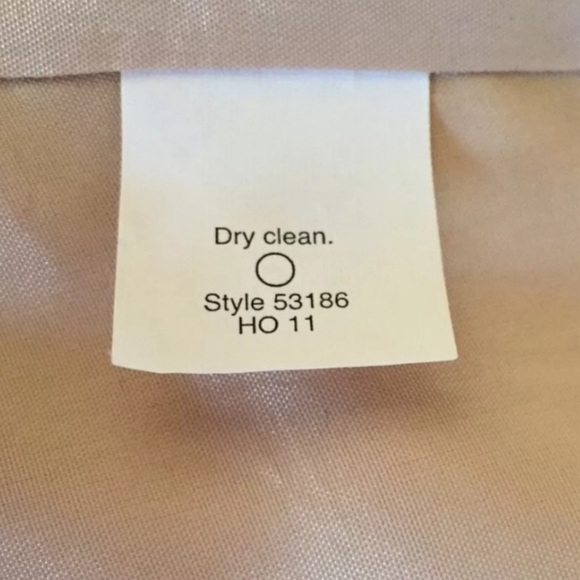 Dry clean.
Style 53186
HO 11